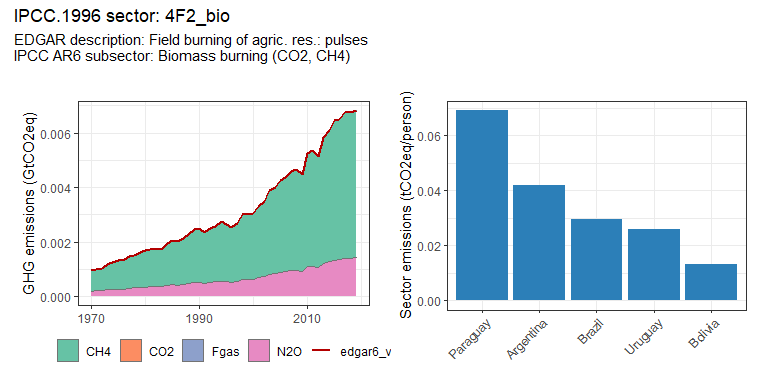 IPCC.1996 sector: 4F2_bio
EDGAR description: Field burning of agric. res.: pulses
IPCC AR6 subsector: Biomass burning (CO2, CH4)
GHG emissions (GtCO2eq)
0.006
0.004
0.002
0.000
1970
1990
2010
CH4
CO2
Fgas
N2O
edgar6_v
Sector emissions (tCO2eq/person)
0.06
0.04
0.02
0.00
Paraguay
Argentina
Brazil
Uruguay
Bolivia